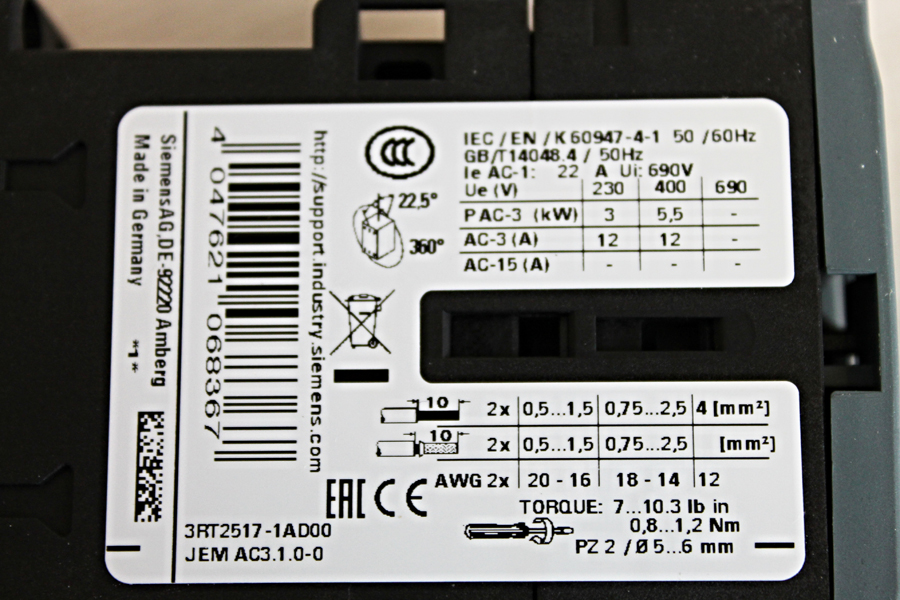 SiemensAG,DE-92220 Amberg
Made in Germany
"1"
4 047621 068367
http://support.industry.siemens.com
CCC
22.5°
360°
IEC/EN/K60947-4-1 50/60Hz
GB/T14048.4 / 50Hz
Ie AC-1: 22 A Ui: 690V
Ue (V) 230 400 690
P AC-3 (kW) 3 5,5 -
AC-3 (A) 12 12 -
AC-15 (A) - - -
10 2x 0,5...1,5 0,75...2,5 4 [mm²]
10 2x 0,5...1,5 0,75...2,5 [mm²]
AWG 2x 20 - 16 18 - 14 12
EAC CE
TORQUE: 7...10.3 lb in
0,8...1,2 Nm
PZ 2 / Ø 5...6 mm
3RT2517-1AD00
JEM AC3.1.0-0